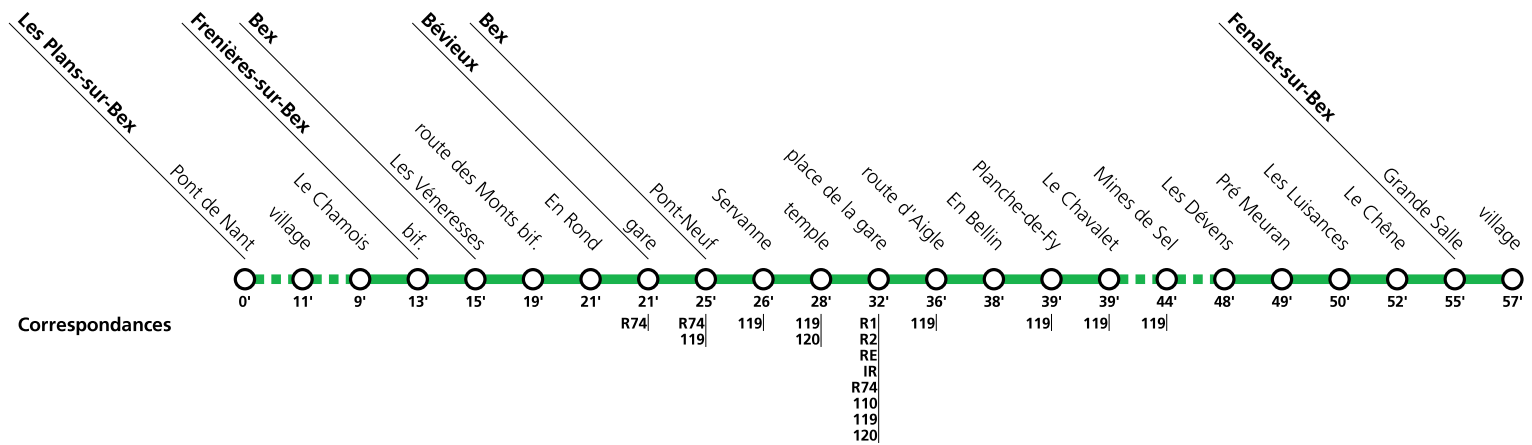 Les Plans-sur-Bex
Pont de Nant
village
Le Chamois
Frenières-sur-Bex
bif.
Bex
Les Véneresses
route des Monts bif.
En Rond
Bévieux
gare
Bex
Pont-Neuf
Servanne
temple
place de la gare
route d'Aigle
En Bellin
Planche-de-Fy
Le Chavalet
Mines de Sel
Les Dévens
Pré Meuran
Les Luisances
Le Chêne
Fenalet-sur-Bex
Grande Salle
village
0' 11' 9' 13' 15' 19' 21' 21' 25' 26' 28' 32' 36' 38' 39' 39' 44' 48' 49' 50' 52' 55' 57'
Correspondances
R74
R74
119
119
119
120
R1
R2
RE
IR
R74
110
119
120
119
119
119
119